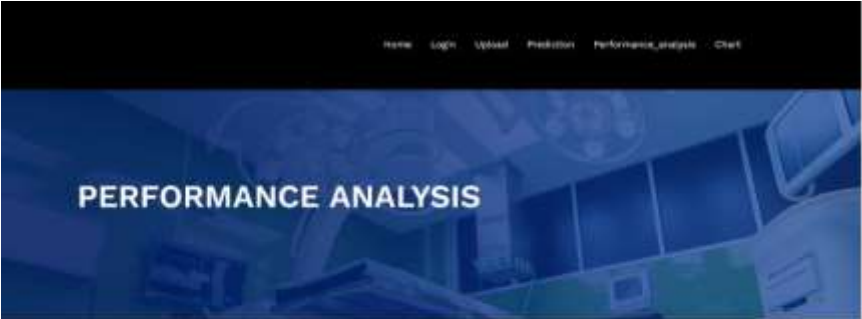 Home Login Upload Prediction Performance_analysis Chart
PERFORMANCE ANALYSIS